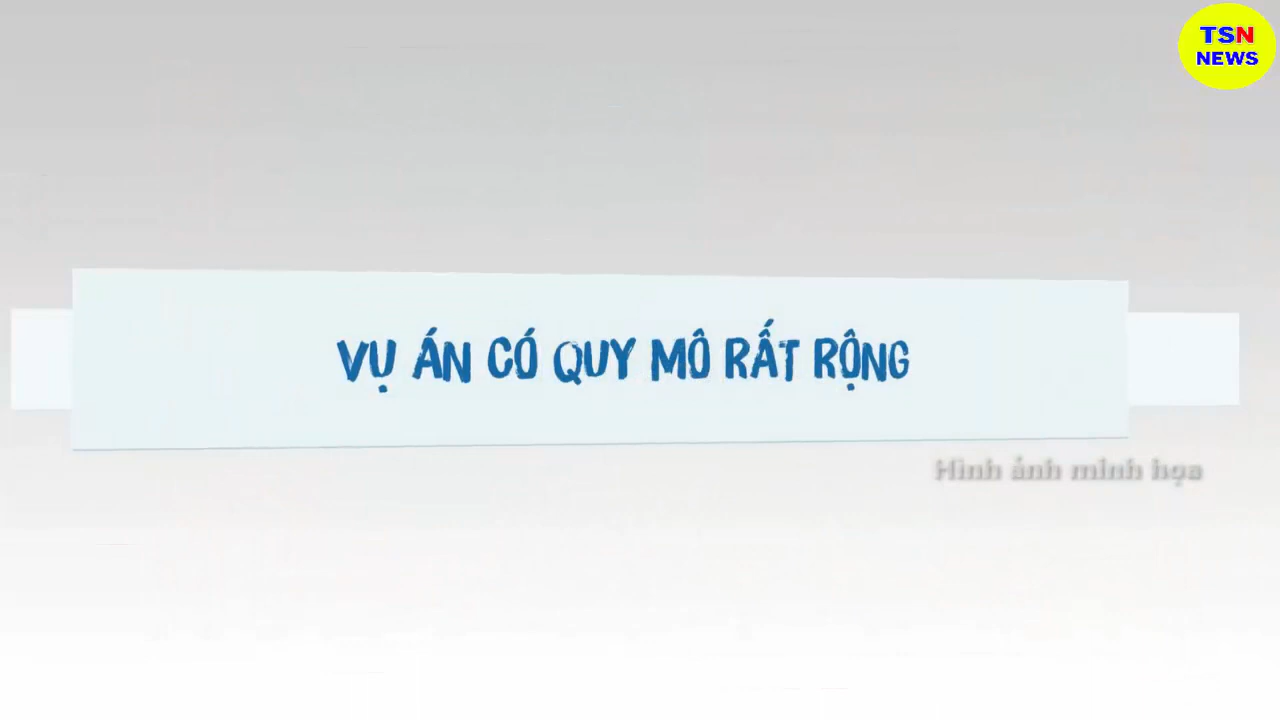 TSN
NEWS
VỤ ÁN CÓ QUY MÔ RẤT RỘNG
Hình ảnh minh họa